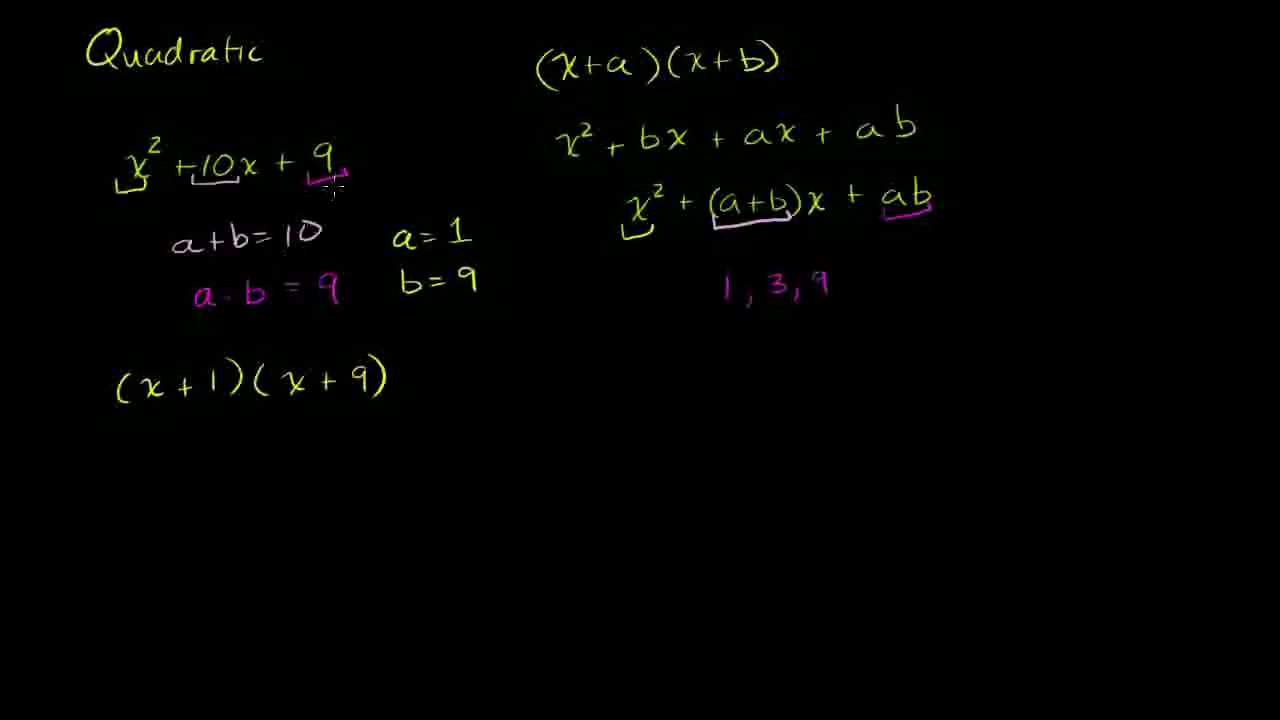 Quadratic
x² + 10x + 9
a + b = 10
a · b = 9
a = 1
b = 9
(x + 1)(x + 9)
(x + a)(x + b)
x² + bx + ax + ab
x² + (a + b)x + ab
1, 3, 9